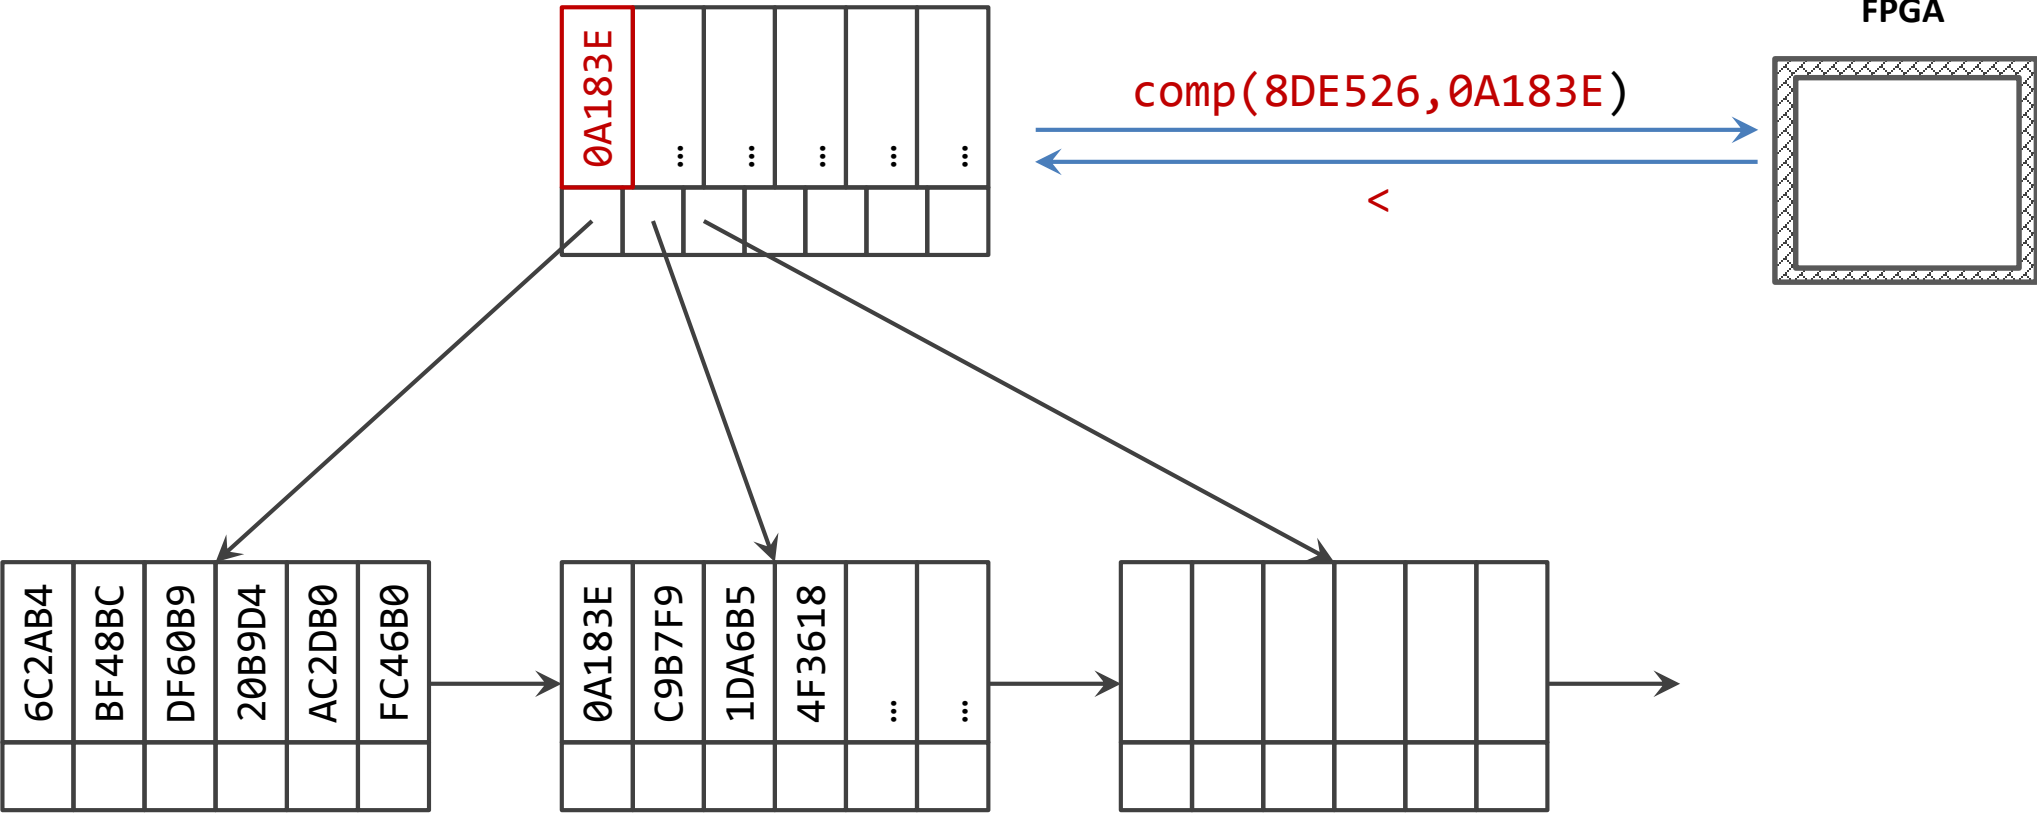 FPGA
0A183E
...
...
...
...
...
comp(8DE526,0A183E)
<
6C2AB4
BF48BC
DF60B9
20B9D4
AC2DB0
FC46B0
0A183E
C9B7F9
1DA6B5
4F3618
...
...